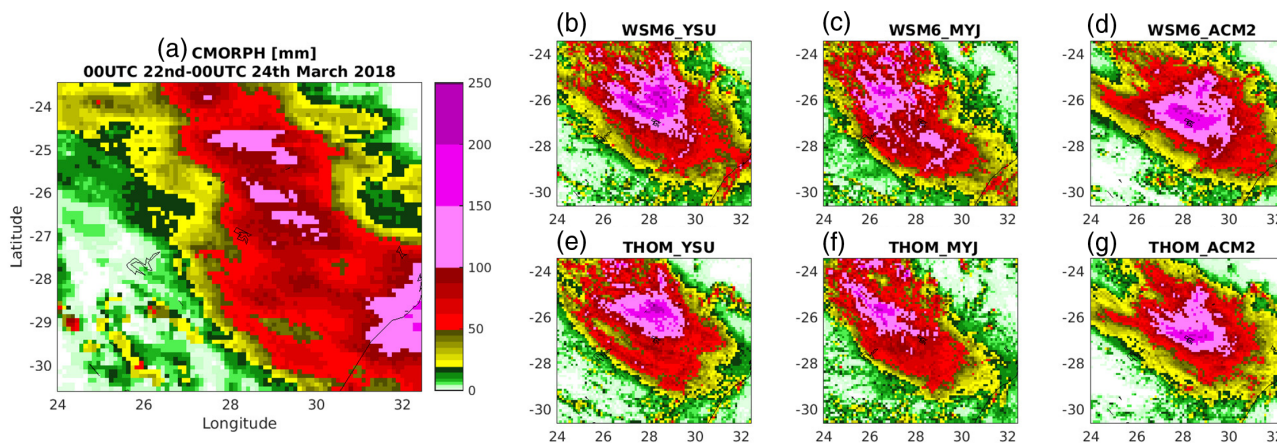 (a)
CMORPH [mm]
00UTC 22nd-00UTC 24th March 2018
-24
-25
-26
-27
-28
-29
-30
24 26 28 30 32
Latitude
Longitude
250
200
150
100
50
0
(b)
WSM6_YSU
-24
-26
-28
-30
24 26 28 30 32
(c)
WSM6_MYJ
-24
-26
-28
-30
24 26 28 30 32
(d)
WSM6_ACM2
-24
-26
-28
-30
24 26 28 30 32
(e)
THOM_YSU
-24
-26
-28
-30
24 26 28 30 32
(f)
THOM_MYJ
-24
-26
-28
-30
24 26 28 30 32
(g)
THOM_ACM2
-24
-26
-28
-30
24 26 28 30 32